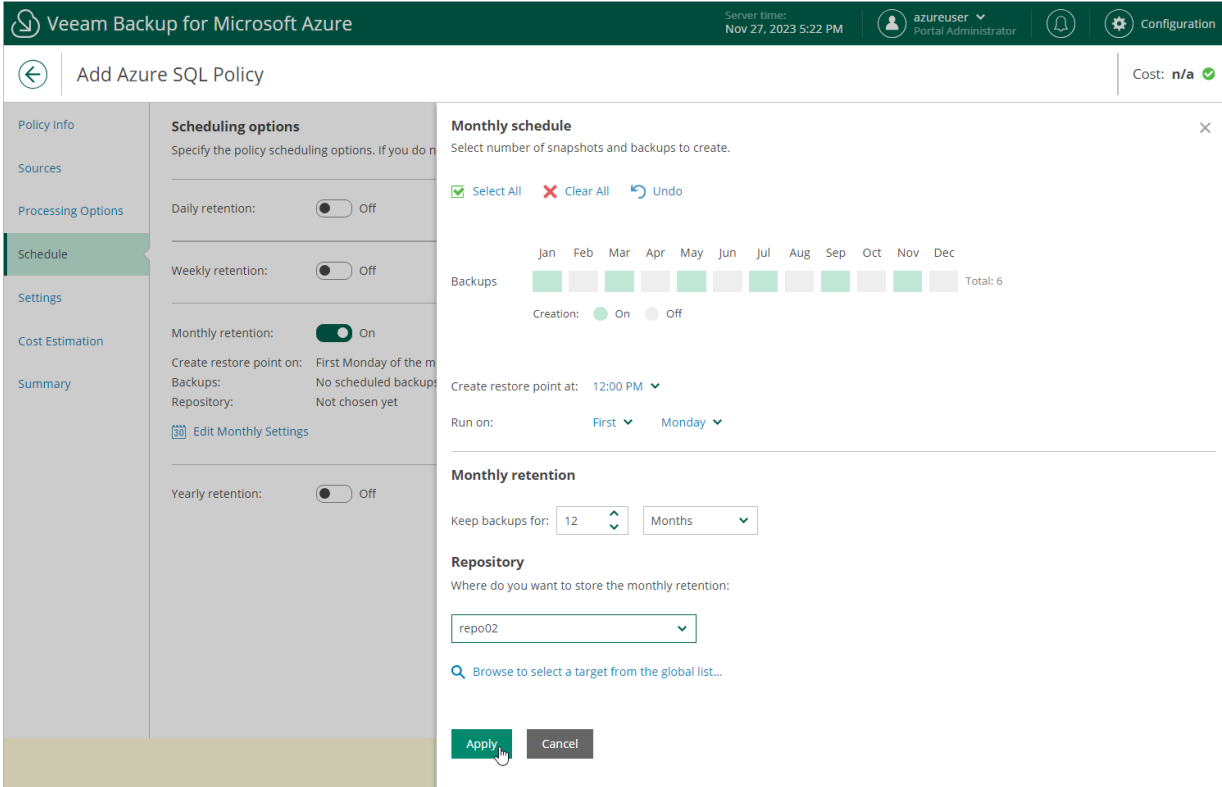 Veeam Backup for Microsoft Azure
Server time:
Nov 27, 2023 5:22 PM
azureuser
Portal Administrator
Configuration
Add Azure SQL Policy
Cost: n/a
Policy Info
Sources
Processing Options
Schedule
Settings
Cost Estimation
Summary
Scheduling options
Specify the policy scheduling options. If you do n
Daily retention: Off
Weekly retention: Off
Monthly retention: On
Create restore point on: First Monday of the m
Backups: No scheduled backups
Repository: Not chosen yet
30 Edit Monthly Settings
Yearly retention: Off
Monthly schedule
Select number of snapshots and backups to create.
Select All Clear All Undo
Jan Feb Mar Apr May Jun Jul Aug Sep Oct Nov Dec
Backups Total: 6
Creation: On Off
Create restore point at: 12:00 PM
Run on: First Monday
Monthly retention
Keep backups for: 12 Months
Repository
Where do you want to store the monthly retention:
repo02
Browse to select a target from the global list...
Apply Cancel